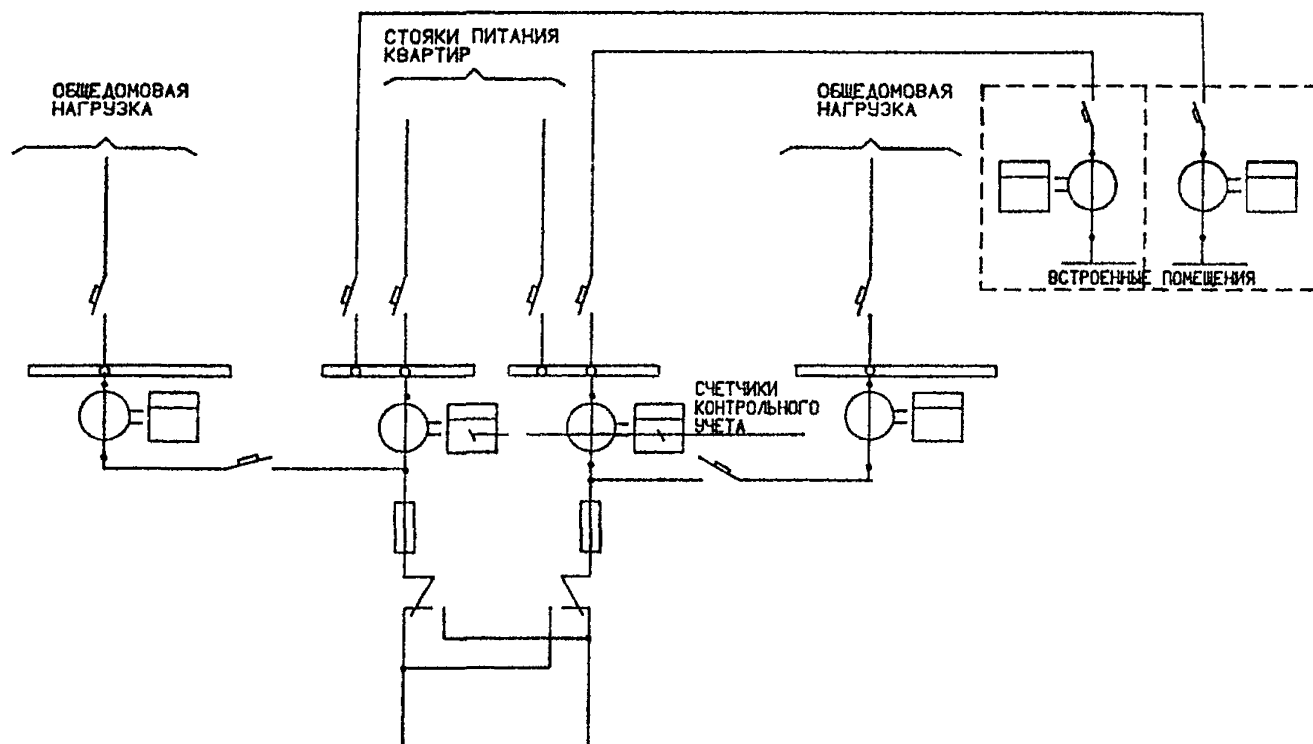 СТОЯКИ ПИТАНИЯ
КВАРТИР
ОБЩЕДОМОВАЯ
НАГРУЗКА
ОБЩЕДОМОВАЯ
НАГРУЗКА
ВСТРОЕННЫЕ ПОМЕЩЕНИЯ
СЧЕТЧИКИ
КОНТРОЛЬНОГО
УЧЕТА